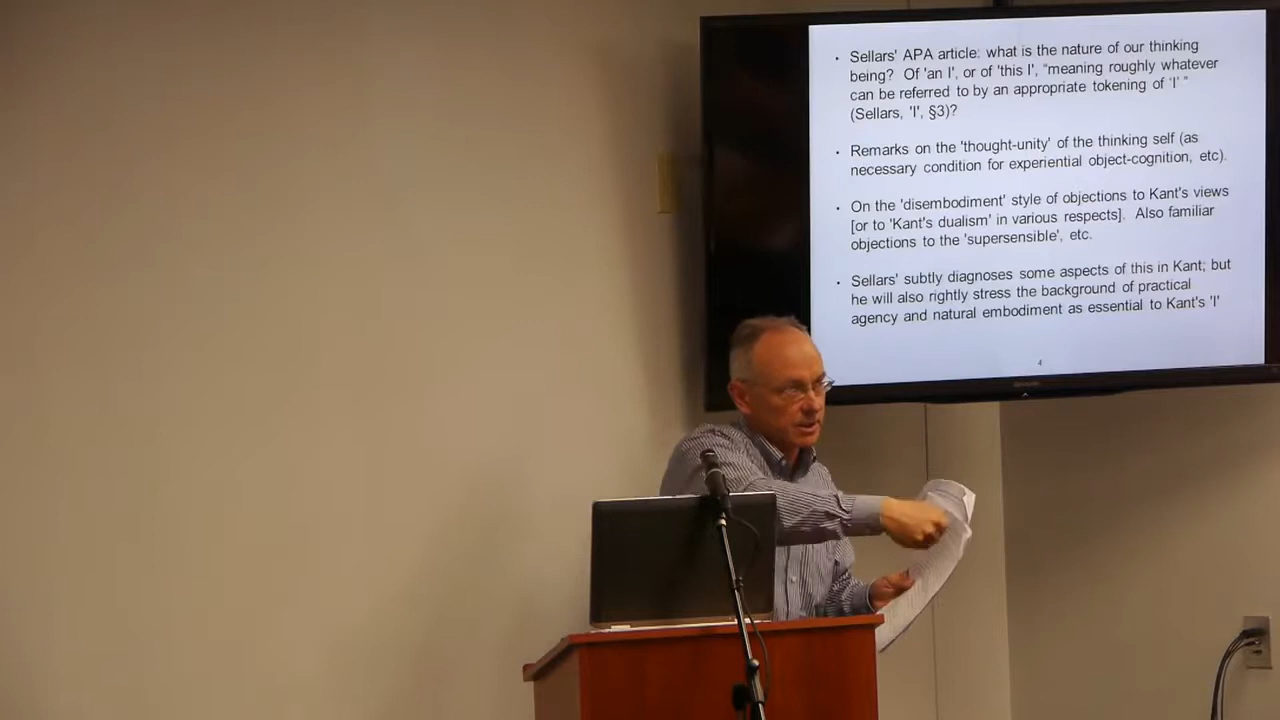 · Sellars' APA article: what is the nature of our thinking
being? Of 'an I', or of 'this I', "meaning roughly whatever
can be referred to by an appropriate tokening of 'I' "
(Sellars, 'I', §3)?
· Remarks on the 'thought-unity' of the thinking self (as
necessary condition for experiential object-cognition, etc).
· On the 'disembodiment' style of objections to Kant's views
[or to 'Kant's dualism' in various respects]. Also familiar
objections to the 'supersensible', etc.
· Sellars' subtly diagnoses some aspects of this in Kant; but
he will also rightly stress the background of practical
agency and natural embodiment as essential to Kant's 'I'
4